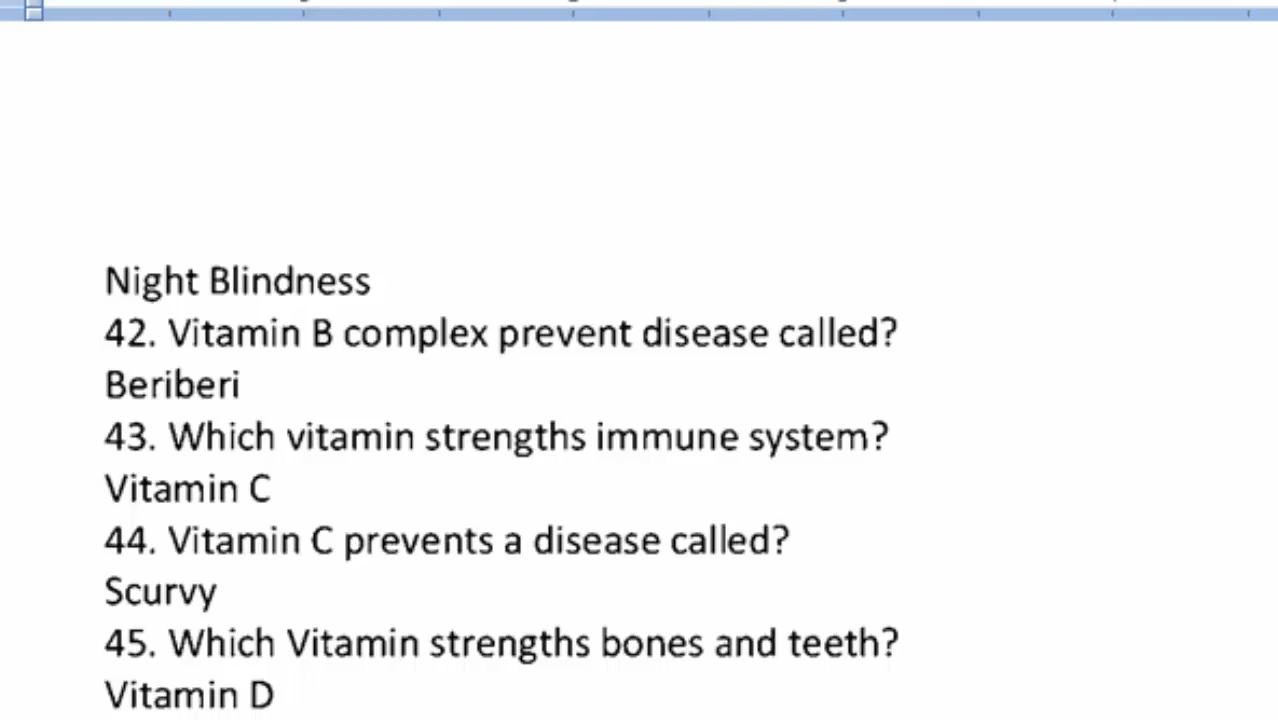 Night Blindness
42. Vitamin B complex prevent disease called?
Beriberi
43. Which vitamin strengths immune system?
Vitamin C
44. Vitamin C prevents a disease called?
Scurvy
45. Which Vitamin strengths bones and teeth?
Vitamin D